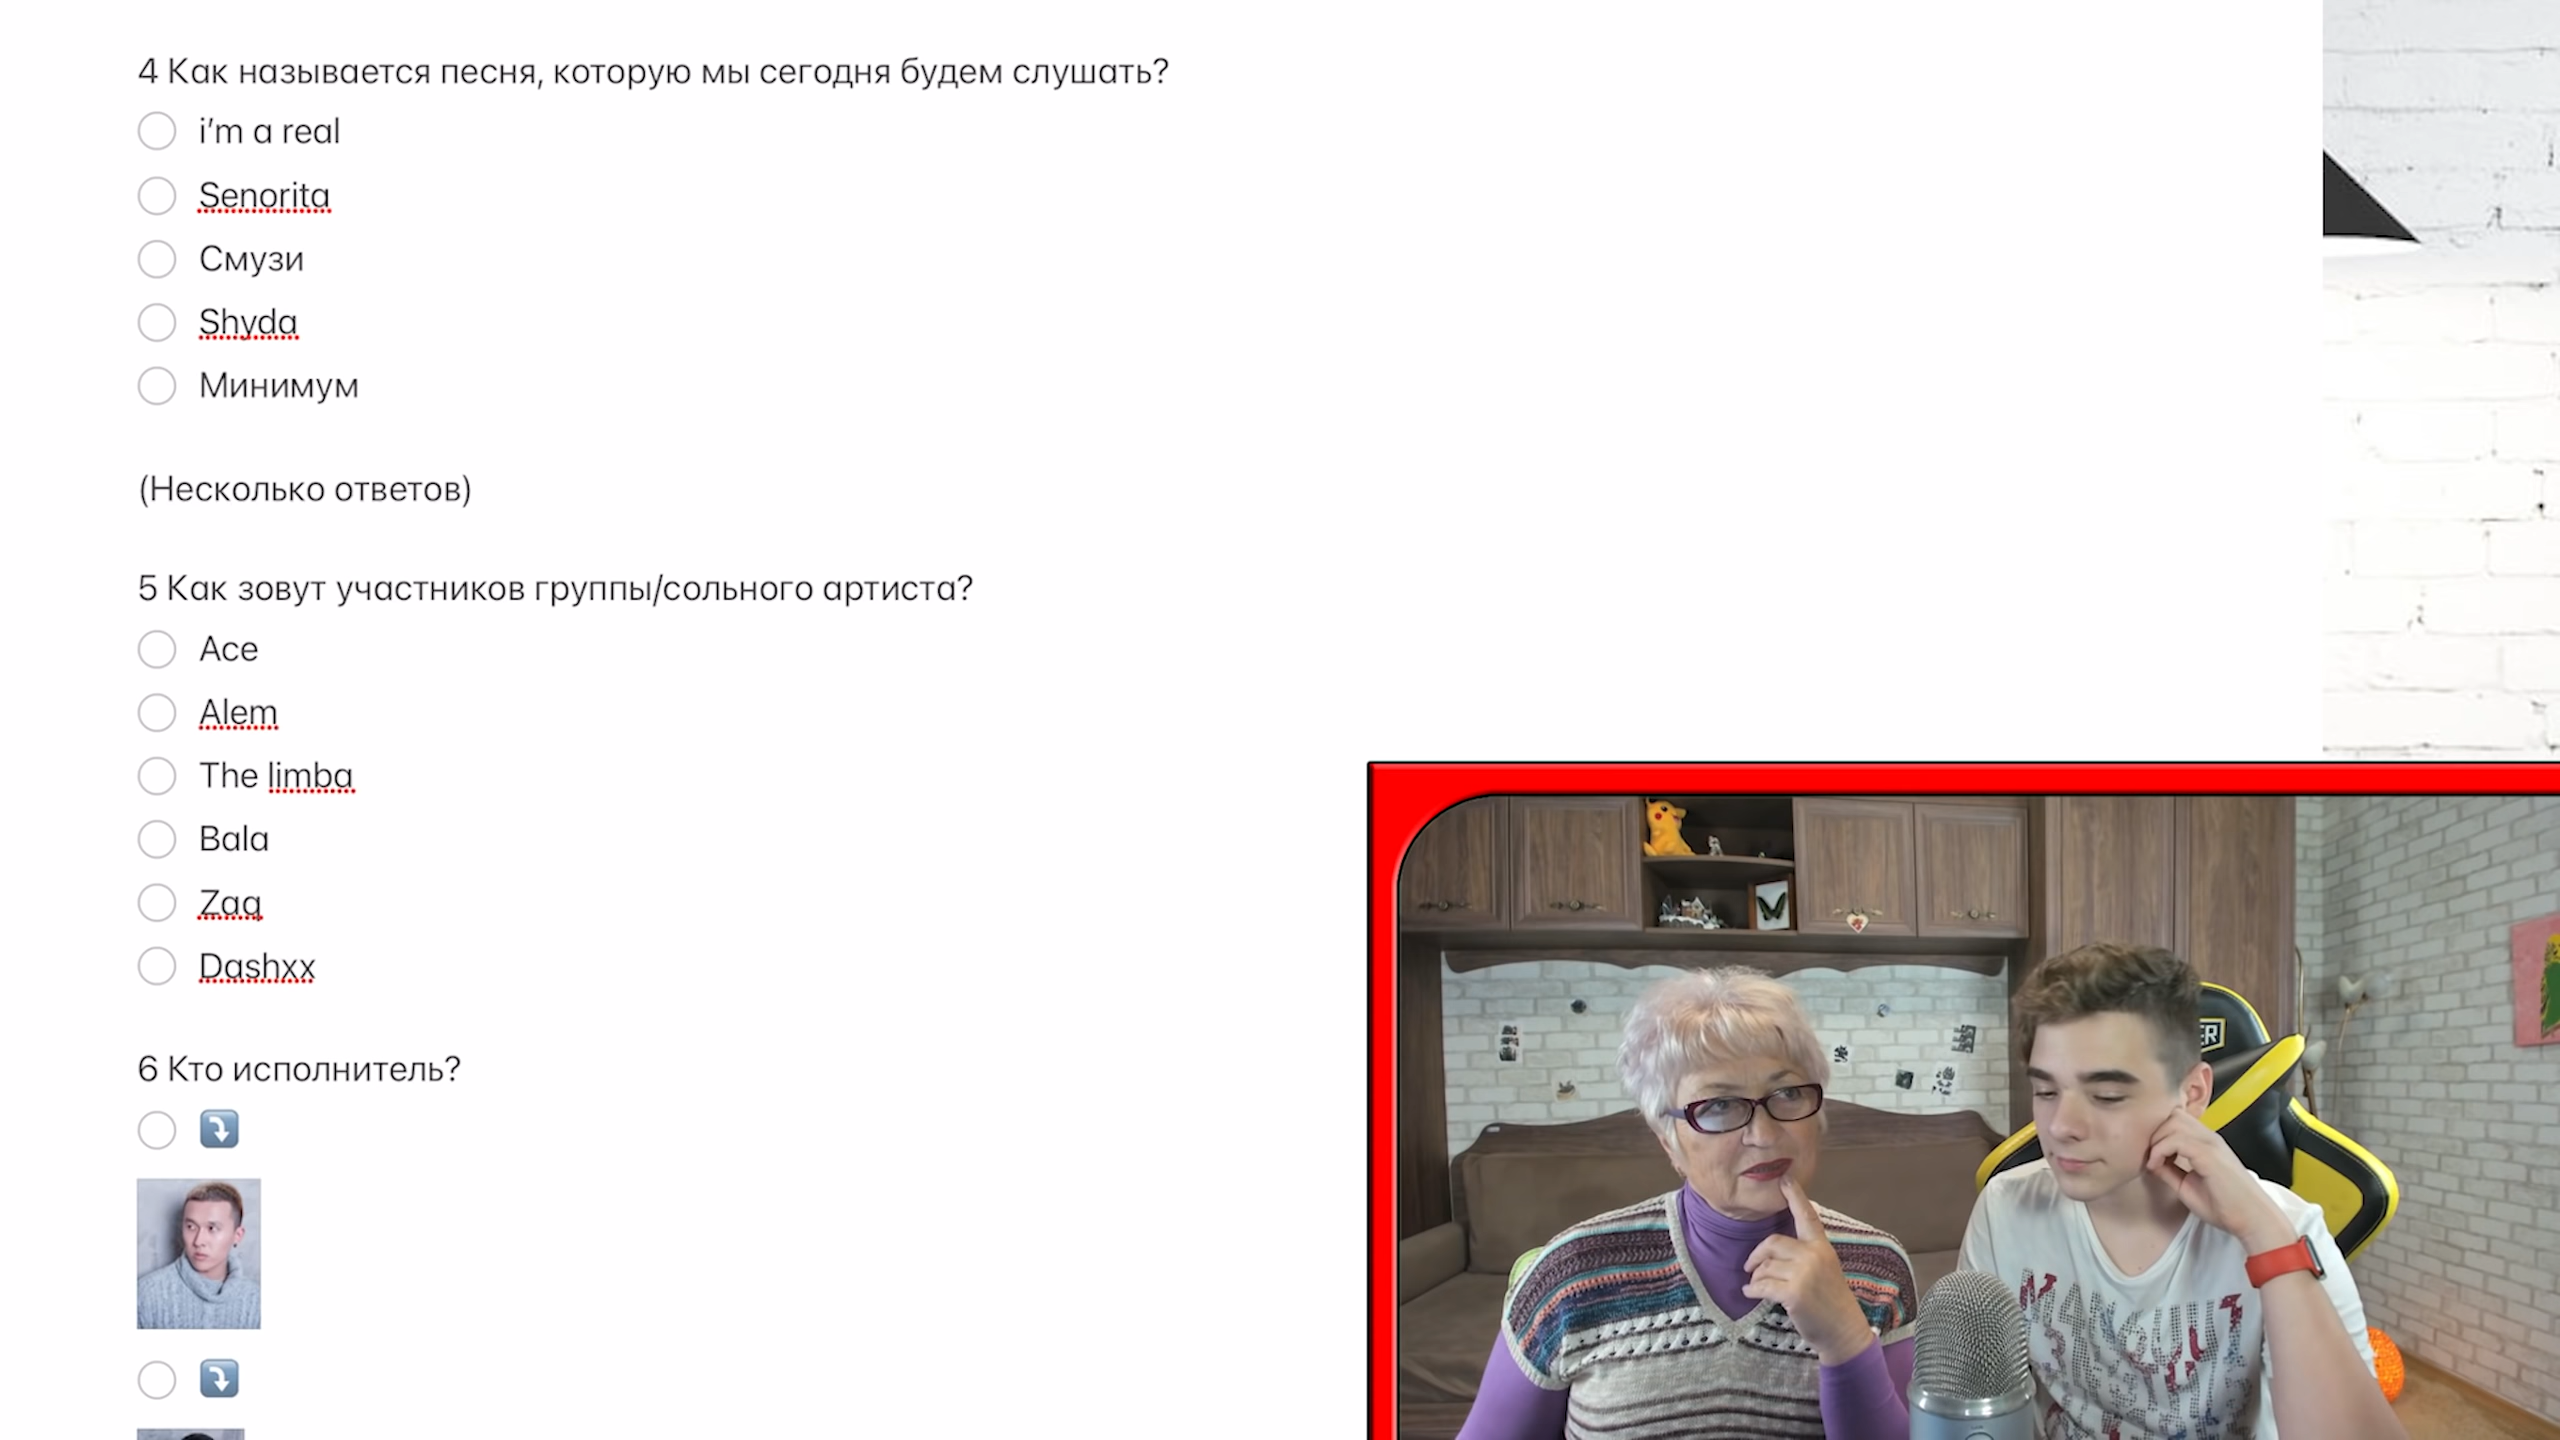 4 Как называется песня, которую мы сегодня будем слушать?
i'm a real
Senorita
Смузи
Shyda
Минимум
(Несколько ответов)
5 Как зовут участников группы/сольного артиста?
Ace
Alem
The limba
Bala
Zaq
Dashxx
6 Кто исполнитель?
ER